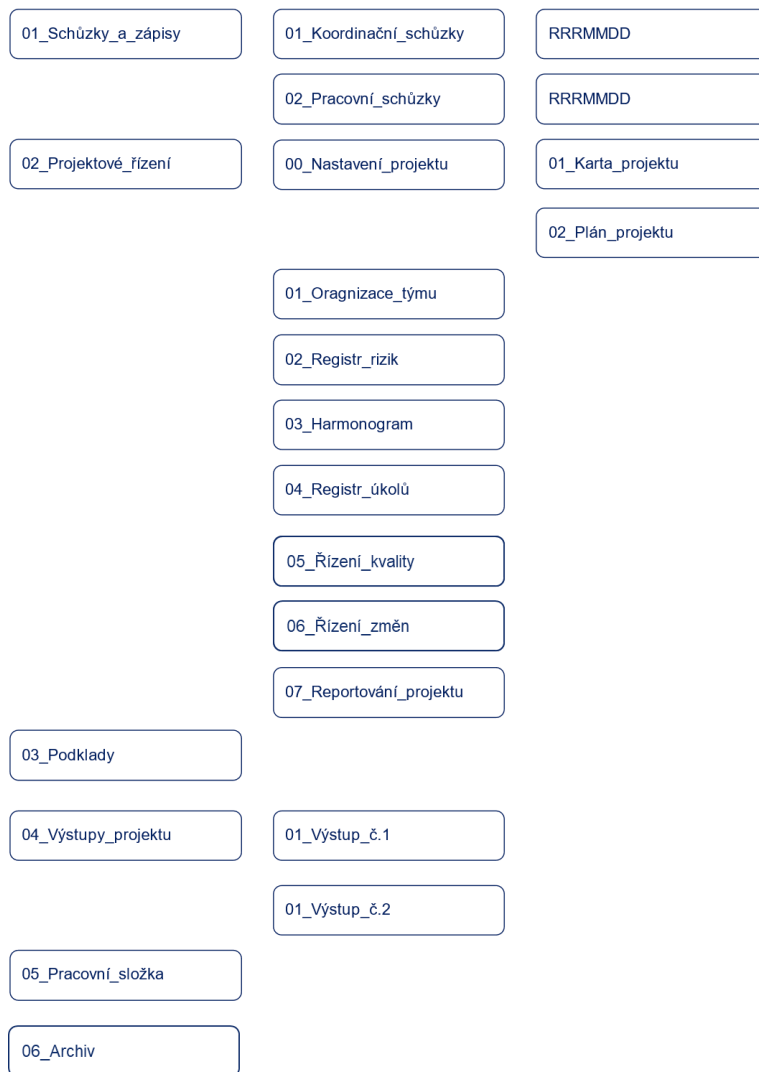 01_Schůzky_a_zápisy
01_Koordinační_schůzky
RRRMMDD
02_Pracovní_schůzky
RRRMMDD
02_Projektové_řízení
00_Nastavení_projektu
01_Karta_projektu
02_Plán_projektu
01_Oragnizace_týmu
02_Registr_rizik
03_Harmonogram
04_Registr_úkolů
05_Řízení_kvality
06_Řízení_změn
07_Reportování_projektu
03_Podklady
04_Výstupy_projektu
01_Výstup_č.1
01_Výstup_č.2
05_Pracovní_složka
06_Archiv